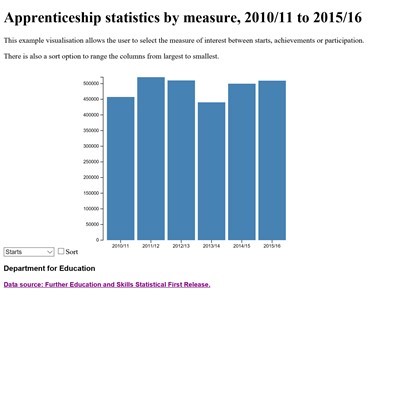 Apprenticeship statistics by measure, 2010/11 to 2015/16
This example visualisation allows the user to select the measure of interest between starts, achievements or participation.
There is also a sort option to range the columns from largest to smallest.
500000
450000
400000
350000
300000
250000
200000
150000
100000
50000
0
2010/11 2011/12 2012/13 2013/14 2014/15 2015/16
Starts Sort
Department for Education
Data source: Further Education and Skills Statistical First Release.